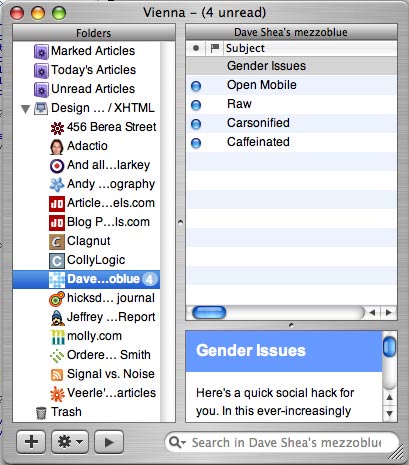 Vienna – (4 unread)
Folders
Marked Articles
Today's Articles
Unread Articles
Design ... / XHTML
456 Berea Street
Adactio
And all...larkey
Andy ...ography
Article...els.com
Blog P...ls.com
Clagnut
CollyLogic
Dave...oblue 4
hicksd... journal
Jeffrey ...Report
molly.com
Ordere... Smith
Signal vs. Noise
Veerle'...articles
Trash
Dave Shea's mezzoblue
Subject
Gender Issues
Open Mobile
Raw
Carsonified
Caffeinated
Gender Issues
Here's a quick social hack for
you. In this ever-increasingly
Search in Dave Shea's mezzoblue